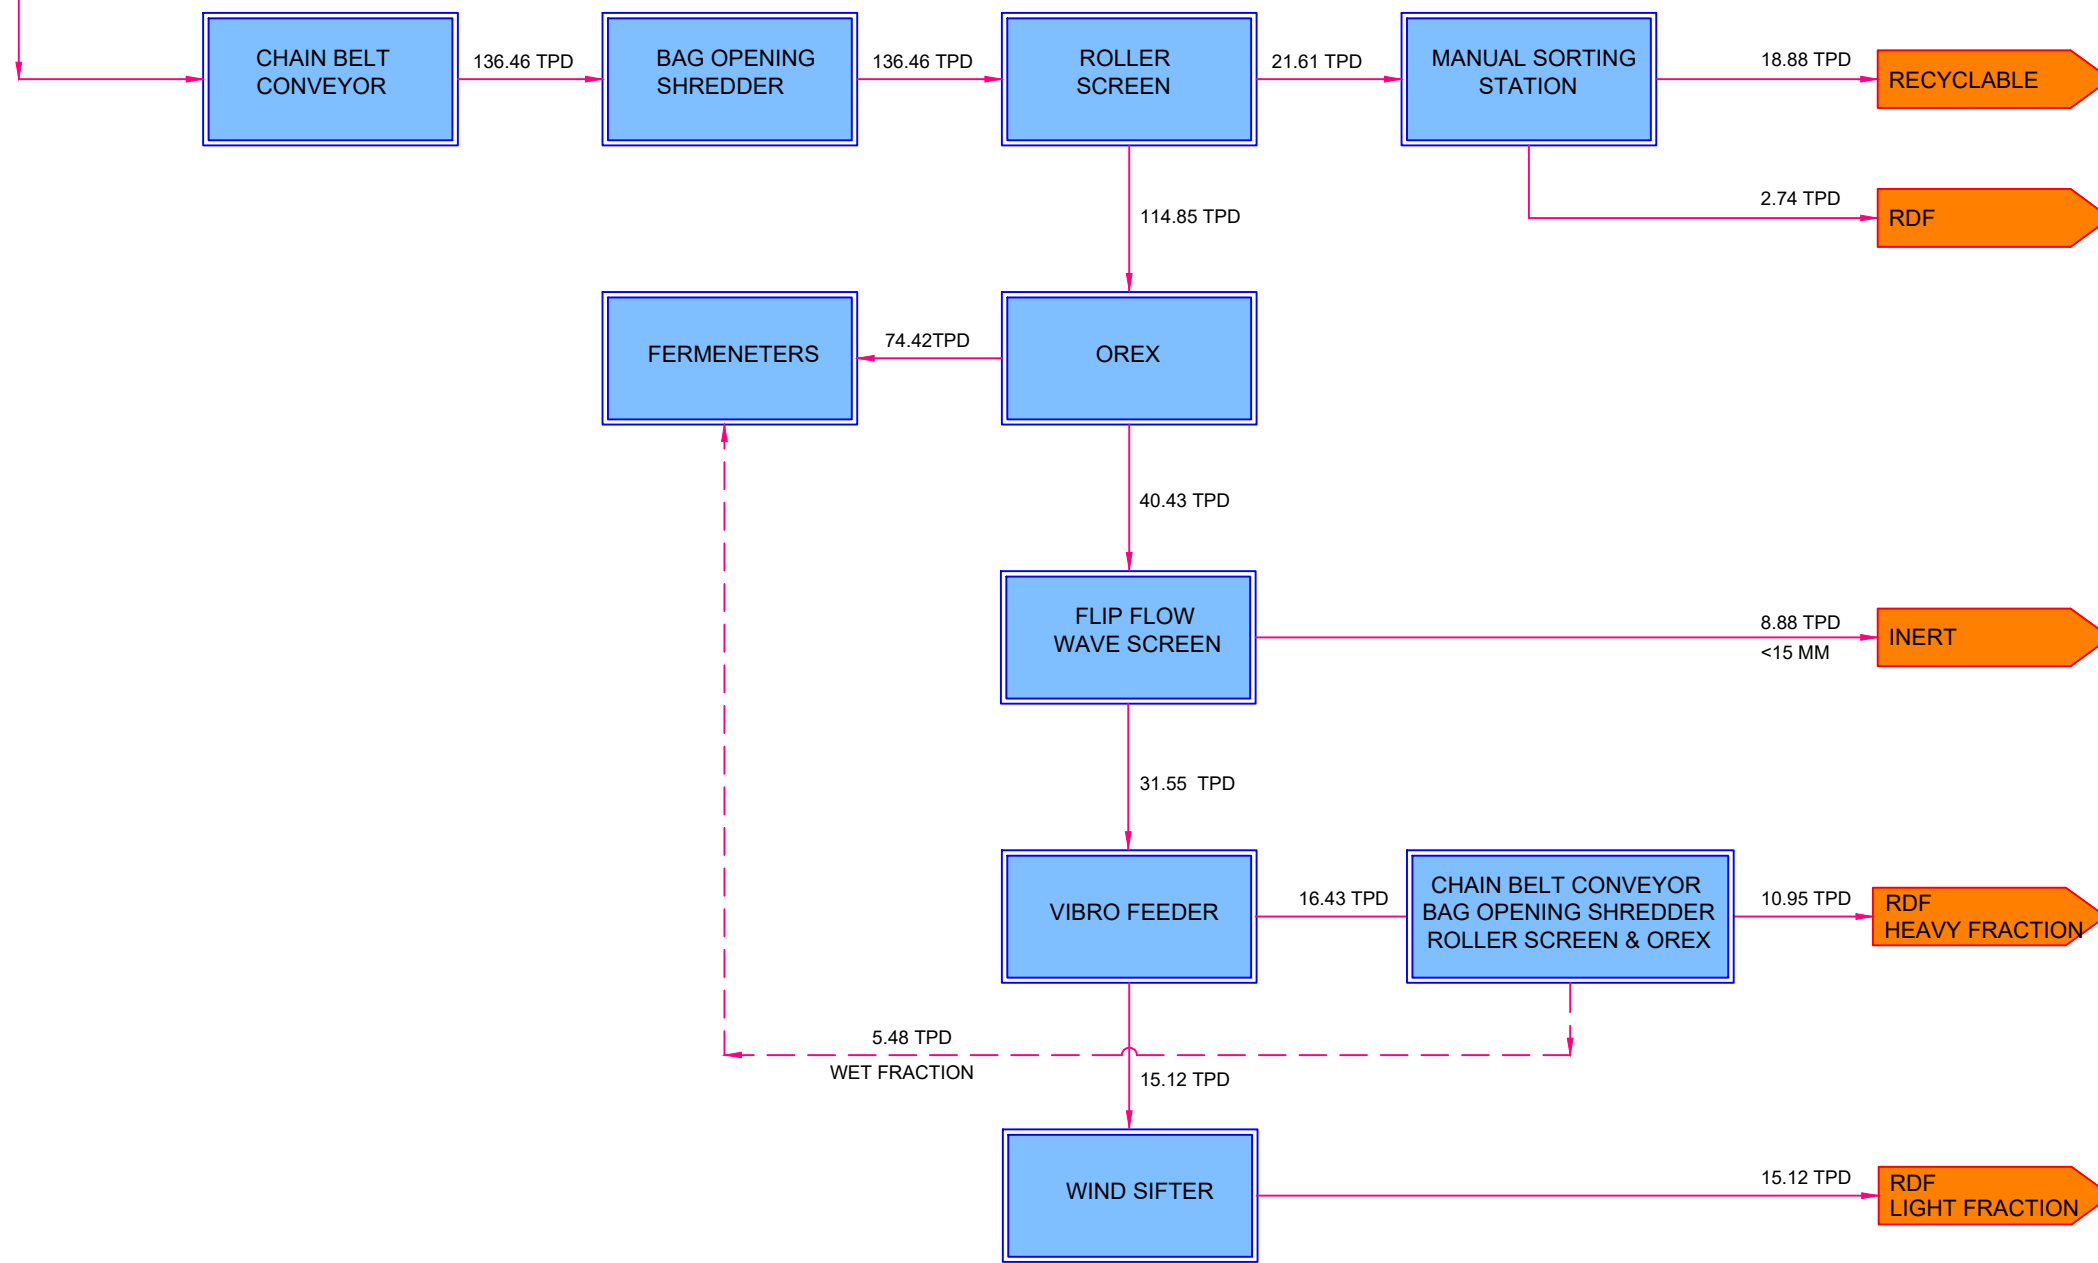 CHAIN BELT
CONVEYOR
136.46 TPD
BAG OPENING
SHREDDER
136.46 TPD
ROLLER
SCREEN
21.61 TPD
MANUAL SORTING
STATION
18.88 TPD
RECYCLABLE
2.74 TPD
RDF
114.85 TPD
FERMENETERS
74.42TPD
OREX
40.43 TPD
FLIP FLOW
WAVE SCREEN
8.88 TPD
<15 MM
INERT
31.55 TPD
VIBRO FEEDER
16.43 TPD
CHAIN BELT CONVEYOR
BAG OPENING SHREDDER
ROLLER SCREEN & OREX
10.95 TPD
RDF
HEAVY FRACTION
5.48 TPD
WET FRACTION
15.12 TPD
WIND SIFTER
15.12 TPD
RDF
LIGHT FRACTION